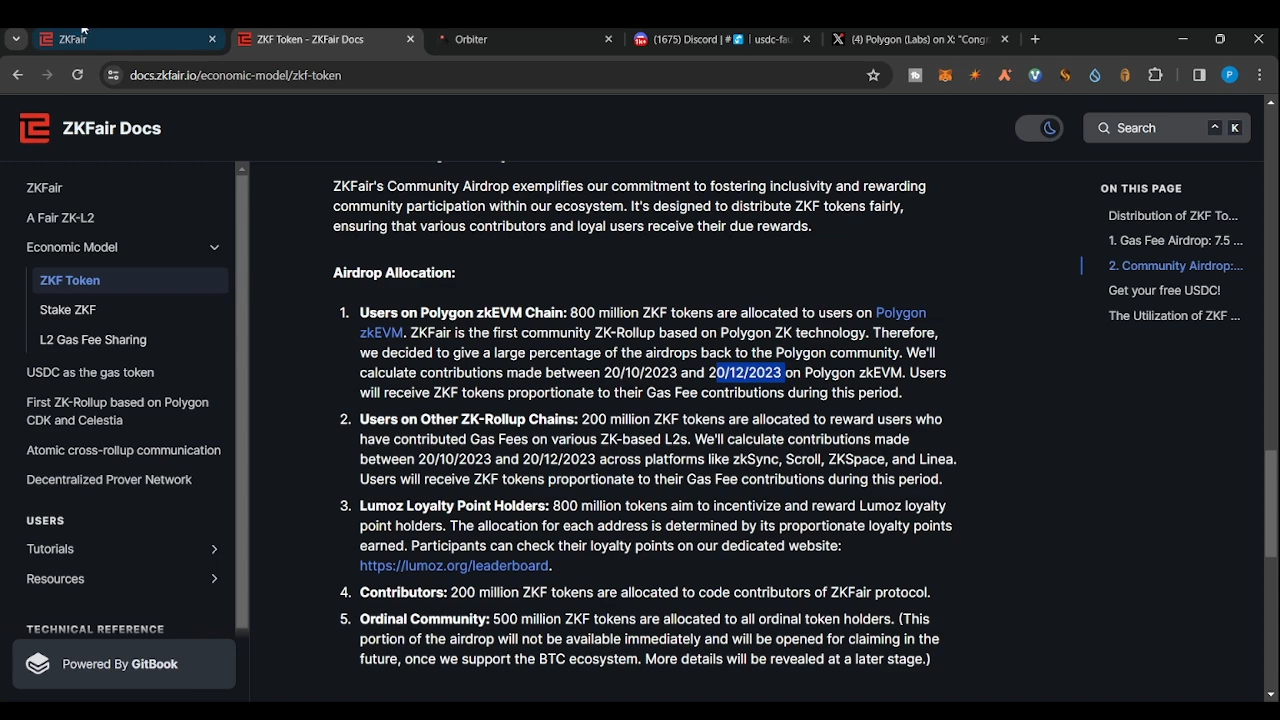 ZKFair
ZKF Token - ZKFair Docs
Orbiter
(1675) Discord | #
| usdc-fau
(4) Polygon (Labs) on X: "Congr
docs.zkfair.io/economic-model/zkf-token
P
ZKFair Docs
Search
K
ZKFair
A Fair ZK-L2
Economic Model
ZKF Token
Stake ZKF
L2 Gas Fee Sharing
USDC as the gas token
First ZK-Rollup based on Polygon
CDK and Celestia
Atomic cross-rollup communication
Decentralized Prover Network
USERS
Tutorials
Resources
TECHNICAL REFERENCE
Powered By GitBook
ZKFair's Community Airdrop exemplifies our commitment to fostering inclusivity and rewarding
community participation within our ecosystem. It's designed to distribute ZKF tokens fairly,
ensuring that various contributors and loyal users receive their due rewards.
Airdrop Allocation:
1. Users on Polygon zkEVM Chain: 800 million ZKF tokens are allocated to users on Polygon
zkEVM. ZKFair is the first community ZK-Rollup based on Polygon ZK technology. Therefore,
we decided to give a large percentage of the airdrops back to the Polygon community. We'll
calculate contributions made between 20/10/2023 and 20/12/2023 on Polygon zkEVM. Users
will receive ZKF tokens proportionate to their Gas Fee contributions during this period.
2. Users on Other ZK-Rollup Chains: 200 million ZKF tokens are allocated to reward users who
have contributed Gas Fees on various ZK-based L2s. We'll calculate contributions made
between 20/10/2023 and 20/12/2023 across platforms like zkSync, Scroll, ZKSpace, and Linea.
Users will receive ZKF tokens proportionate to their Gas Fee contributions during this period.
3. Lumoz Loyalty Point Holders: 800 million tokens aim to incentivize and reward Lumoz loyalty
point holders. The allocation for each address is determined by its proportionate loyalty points
earned. Participants can check their loyalty points on our dedicated website:
https://lumoz.org/leaderboard.
4. Contributors: 200 million ZKF tokens are allocated to code contributors of ZKFair protocol.
5. Ordinal Community: 500 million ZKF tokens are allocated to all ordinal token holders. (This
portion of the airdrop will not be available immediately and will be opened for claiming in the
future, once we support the BTC ecosystem. More details will be revealed at a later stage.)
ON THIS PAGE
Distribution of ZKF To...
1. Gas Fee Airdrop: 7.5 ...
2. Community Airdrop:...
Get your free USDC!
The Utilization of ZKF ...